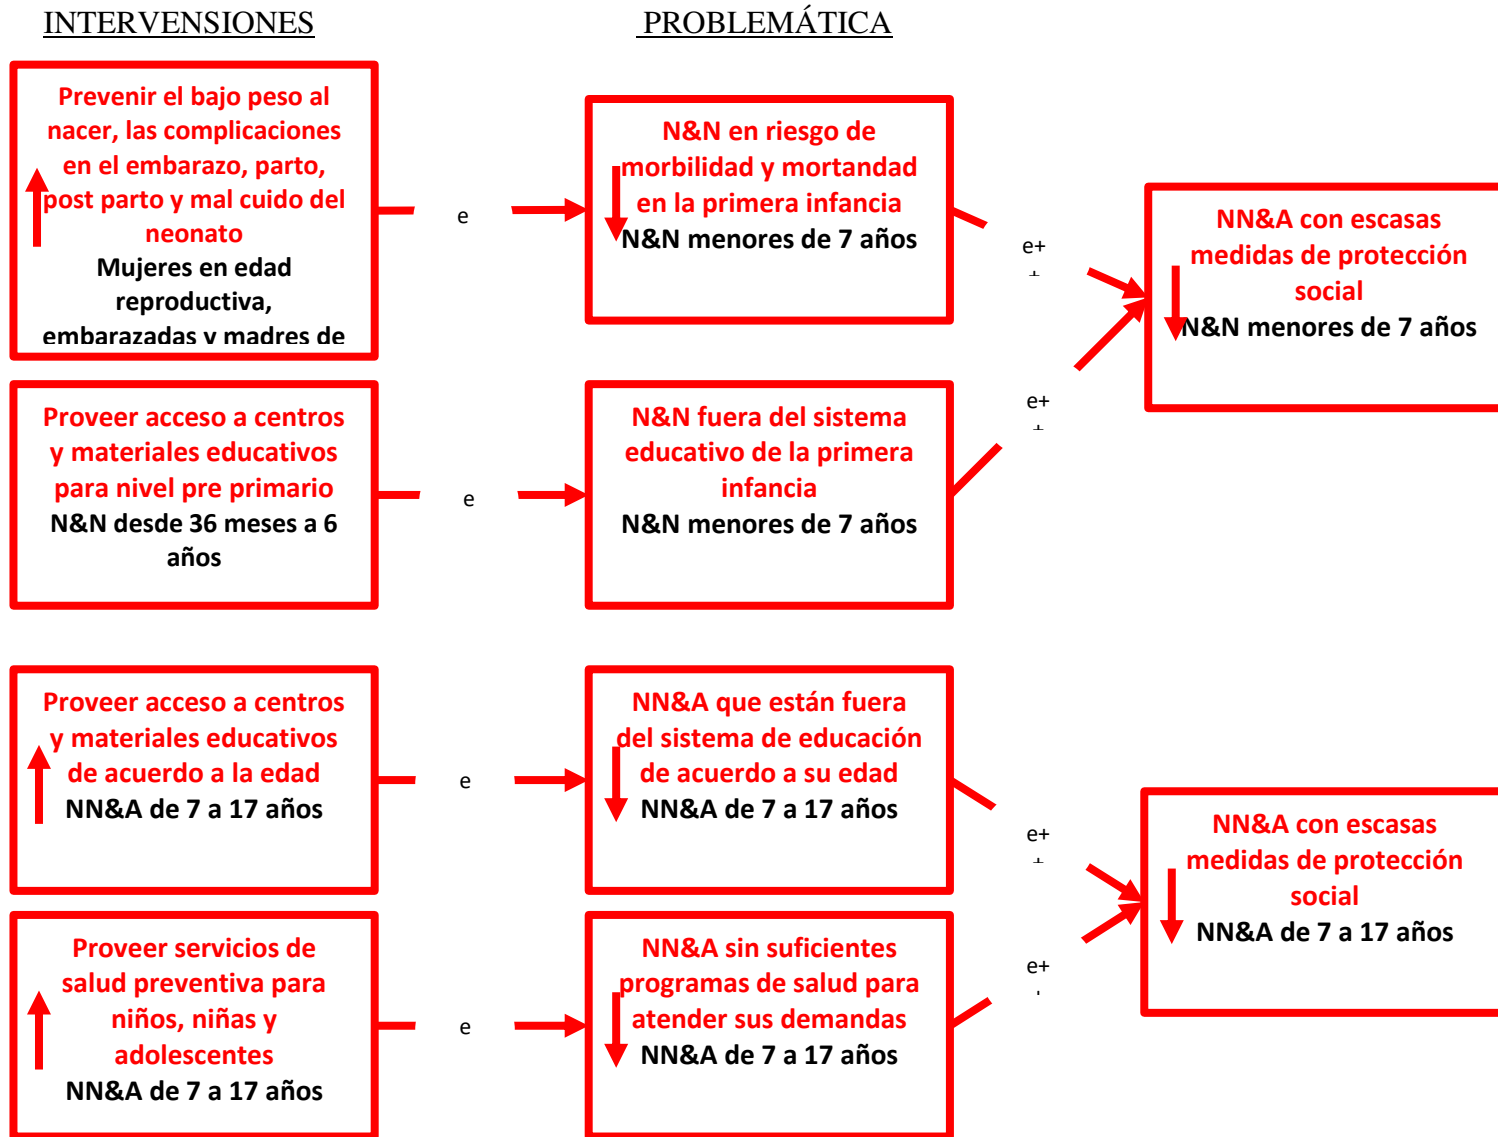 INTERVENSIONES
PROBLEMÁTICA
Prevenir el bajo peso al
nacer, las complicaciones
en el embarazo, parto,
post parto y mal cuido del
neonato
Mujeres en edad
reproductiva,
embarazadas y madres de
e
N&N en riesgo de
morbilidad y mortandad
en la primera infancia
N&N menores de 7 años
e+
+
NN&A con escasas
medidas de protección
social
N&N menores de 7 años
Proveer acceso a centros
y materiales educativos
para nivel pre primario
N&N desde 36 meses a 6
años
e
N&N fuera del sistema
educativo de la primera
infancia
N&N menores de 7 años
e+
+
Proveer acceso a centros
y materiales educativos
de acuerdo a la edad
NN&A de 7 a 17 años
e
NN&A que están fuera
del sistema de educación
de acuerdo a su edad
NN&A de 7 a 17 años
e+
+
NN&A con escasas
medidas de protección
social
NN&A de 7 a 17 años
Proveer servicios de
salud preventiva para
niños, niñas y
adolescentes
NN&A de 7 a 17 años
e
NN&A sin suficientes
programas de salud para
atender sus demandas
NN&A de 7 a 17 años
e+